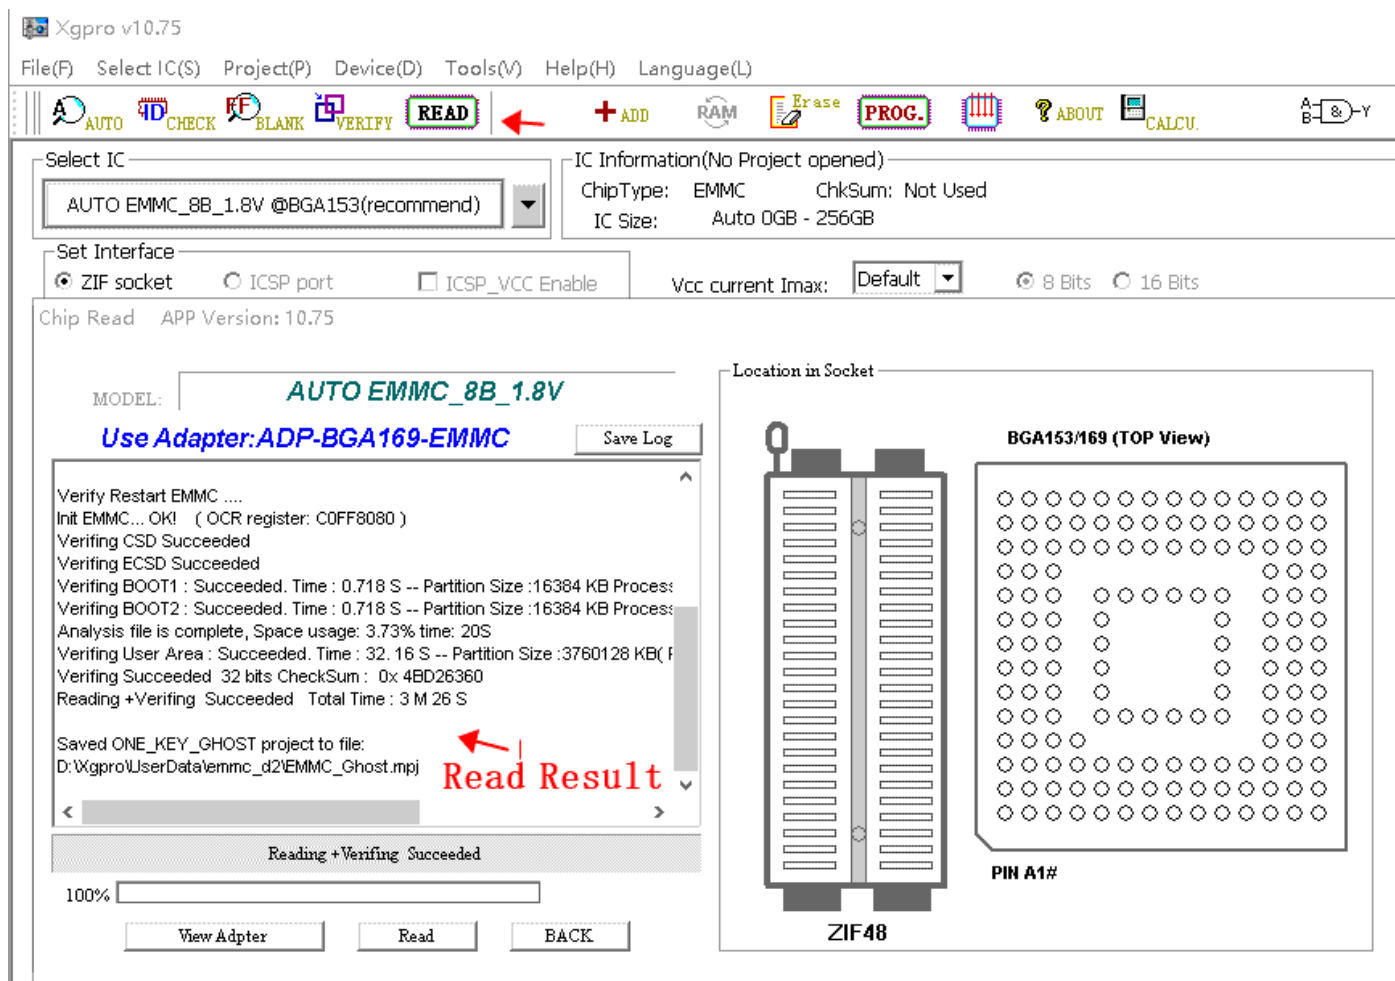 Xgpro v10.75
File(F) Select IC(S) Project(P) Device(D) Tools(V) Help(H) Language(L)
A AUTO ID CHECK FF BLANK VERIFY READ ADD RAM Erase PROG. ? ABOUT CALCU. A B & Y
Select IC
AUTO EMMC_8B_1.8V @BGA153(recommend)
IC Information(No Project opened)
ChipType: EMMC ChkSum: Not Used
IC Size: Auto 0GB - 256GB
Set Interface
ZIF socket ICSP port ICSP_VCC Enable Vcc current Imax: Default 8 Bits 16 Bits
Chip Read APP Version: 10.75
MODEL: AUTO EMMC_8B_1.8V
Use Adapter:ADP-BGA169-EMMC Save Log
Verify Restart EMMC ....
Init EMMC... OK! ( OCR register: C0FF8080 )
Verifing CSD Succeeded
Verifing ECSD Succeeded
Verifing BOOT1 : Succeeded. Time : 0.718 S -- Partition Size :16384 KB Process
Verifing BOOT2 : Succeeded. Time : 0.718 S -- Partition Size :16384 KB Process
Analysis file is complete, Space usage: 3.73% time: 20S
Verifing User Area : Succeeded. Time : 32. 16 S -- Partition Size :3760128 KB(
Verifing Succeeded 32 bits CheckSum : 0x 4BD26360
Reading +Verifing Succeeded Total Time : 3 M 26 S
Saved ONE_KEY_GHOST project to file:
D:\Xgpro\UserData\emmc_d2\EMMC_Ghost.mpj
Read Result
Reading +Verifing Succeeded
100%
View Adpter Read BACK
Location in Socket
BGA153/169 (TOP View)
PIN A1#
ZIF48